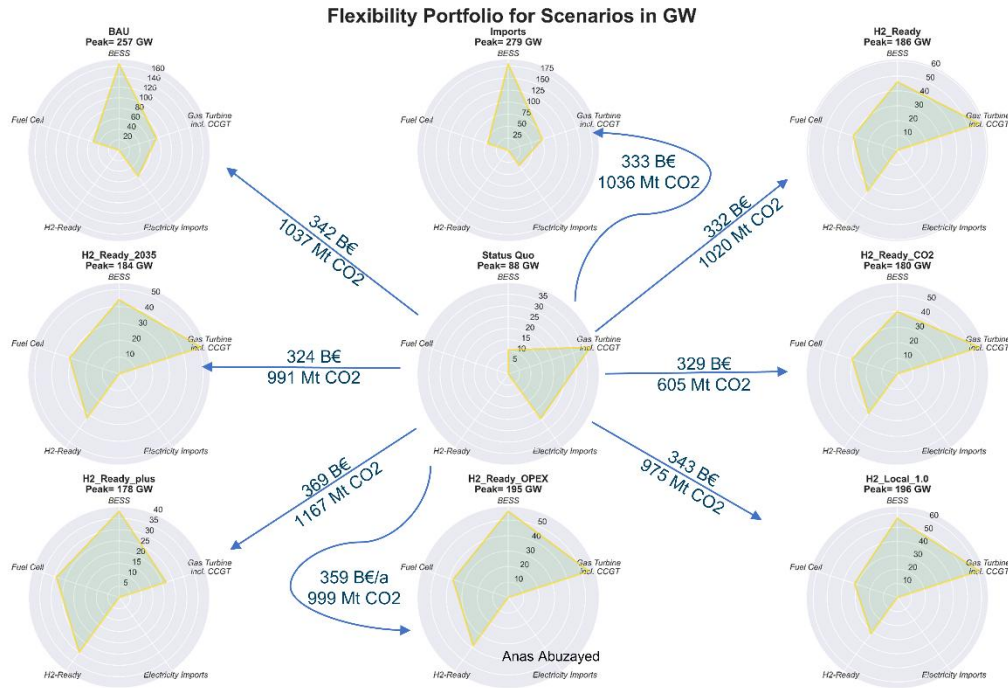 Flexibility Portfolio for Scenarios in GW
BAU
Peak= 257 GW
BESS
160
140
120
100
80
60
40
20
Fuel Cell
Gas Turbine
incl. CCGT
H2-Ready
Electricity Imports
Imports
Peak= 279 GW
BESS
175
150
125
100
75
50
25
Fuel Cell
Gas Turbine
incl. CCGT
H2-Ready
Electricity Imports
H2_Ready
Peak= 186 GW
BESS
60
50
40
30
20
10
Fuel Cell
Gas Turbine
incl. CCGT
H2-Ready
Electricity Imports
342 B€
1037 Mt CO2
333 B€
1036 Mt CO2
332 B€
1020 Mt CO2
H2_Ready_2035
Peak= 184 GW
BESS
50
40
30
20
10
Fuel Cell
Gas Turbine
incl. CCGT
H2-Ready
Electricity Imports
324 B€
991 Mt CO2
Status Quo
Peak= 88 GW
BESS
35
30
25
20
15
10
5
Fuel Cell
Gas Turbine
incl. CCGT
H2-Ready
Electricity Imports
329 B€
605 Mt CO2
H2_Ready_CO2
Peak= 180 GW
BESS
50
40
30
20
10
Fuel Cell
Gas Turbine
incl. CCGT
H2-Ready
Electricity Imports
369 B€
1167 Mt CO2
343 B€
975 Mt CO2
H2_Ready_plus
Peak= 178 GW
BESS
40
35
30
25
20
15
10
5
Fuel Cell
Gas Turbine
incl. CCGT
H2-Ready
Electricity Imports
359 B€/a
999 Mt CO2
H2_Ready_OPEX
Peak= 195 GW
BESS
50
40
30
20
10
Fuel Cell
Gas Turbine
incl. CCGT
H2-Ready
Electricity Imports
Anas Abuzayed
H2_Local_1.0
Peak= 196 GW
BESS
60
50
40
30
20
10
Fuel Cell
Gas Turbine
incl. CCGT
H2-Ready
Electricity Imports